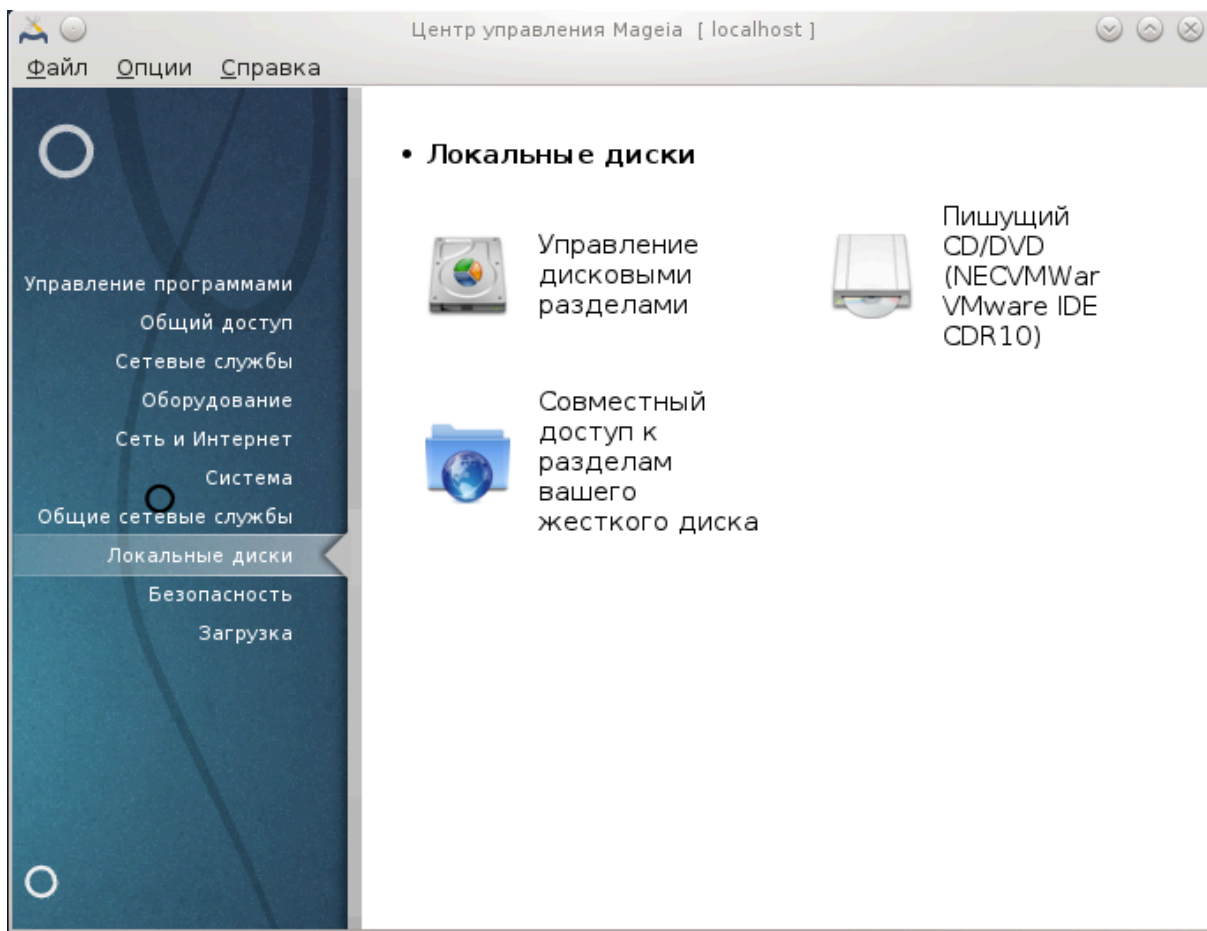 Центр управления Mageia [ localhost ]
Файл Опции Справка
Управление программами
Общий доступ
Сетевые службы
Оборудование
Сеть и Интернет
Система
Общие сетевые службы
Локальные диски
Безопасность
Загрузка
• Локальные диски
Управление
дисковыми
разделами
Пишущий
CD/DVD
(NECVMWar
VMware IDE
CDR10)
Совместный
доступ к
разделам
вашего
жесткого диска